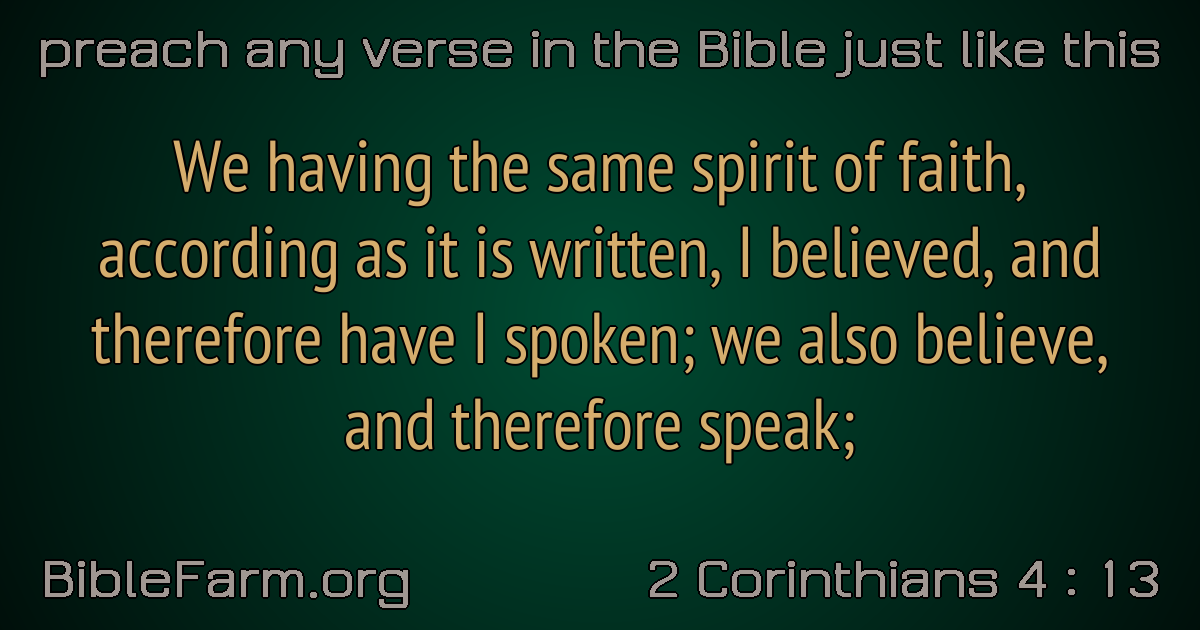 preach any verse in the Bible just like this
We having the same spirit of faith,
according as it is written, I believed, and
therefore have I spoken; we also believe,
and therefore speak;
BibleFarm.org
2 Corinthians 4 : 13